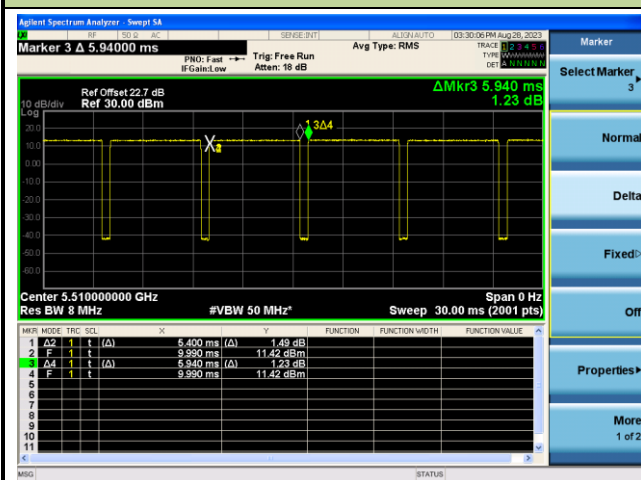 Agilent Spectrum Analyzer - Swept SA
RF 50 Ω AC SENSE:INT ALIGN AUTO 03:30:06 PM Aug 28, 2023
Marker 3 Δ 5.94000 ms
PNO: Fast
IFGain:Low
Trig: Free Run
Atten: 18 dB
Avg Type: RMS
TRACE 1 2 3 4 5 6
TYPE
DET A N N N N N
Ref Offset 22.7 dB
Ref 30.00 dBm
10 dB/div
Log
ΔMkr3 5.940 ms
1.23 dB
20.0
10.0
0.00
-10.0
-20.0
-30.0
-40.0
-50.0
-60.0
3Δ4
Center 5.510000000 GHz
Span 0 Hz
Res BW 8 MHz
#VBW 50 MHz*
Sweep 30.00 ms (2001 pts)
MKR MODE TRC SCL X Y FUNCTION FUNCTION WIDTH FUNCTION VALUE
1 Δ2 1 t (Δ) 5.400 ms (Δ) 1.49 dB
2 F 1 t 9.990 ms 11.42 dBm
3 Δ4 1 t (Δ) 5.940 ms (Δ) 1.23 dB
4 F 1 t 9.990 ms 11.42 dBm
5
6
7
8
9
10
11
MSG
STATUS
Marker
Select Marker
3
Normal
Delta
Fixed
Off
Properties
More
1 of 2